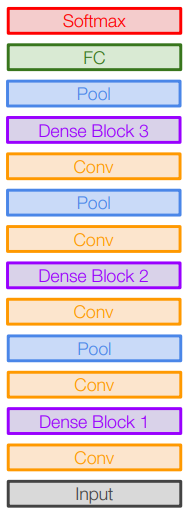 Softmax
FC
Pool
Dense Block 3
Conv
Pool
Conv
Dense Block 2
Conv
Pool
Conv
Dense Block 1
Conv
Input